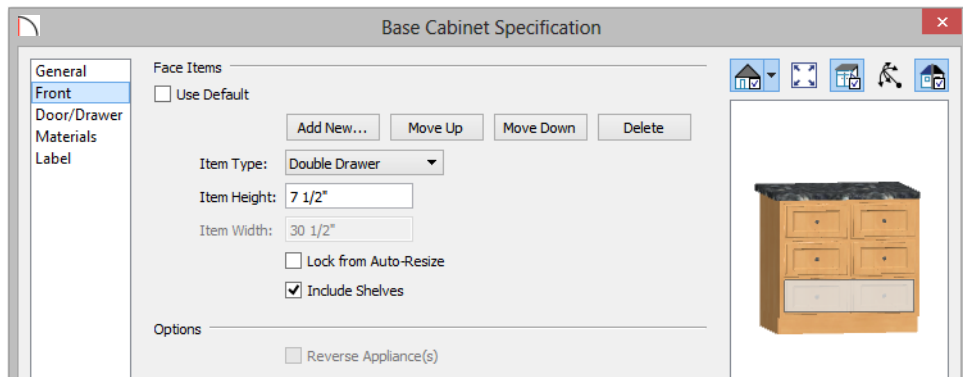 Base Cabinet Specification
General
Front
Door/Drawer
Materials
Label
Face Items
Use Default
Add New... Move Up Move Down Delete
Item Type: Double Drawer
Item Height: 7 1/2"
Item Width: 30 1/2"
Lock from Auto-Resize
Include Shelves
Options
Reverse Appliance(s)